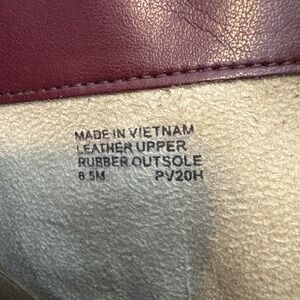 MADE IN VIETNAM
LEATHER UPPER
RUBBER OUTSOLE
6.5M PV20H